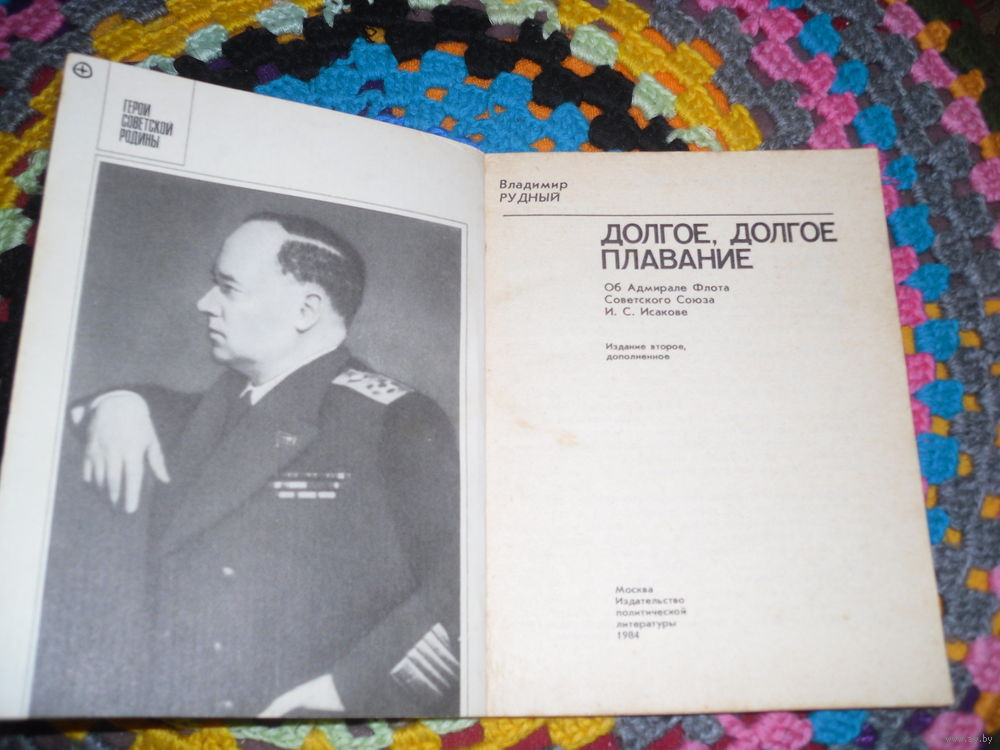 ГЕРОИ
СОВЕТСКОЙ
РОДИНЫ
Владимир
РУДНЫЙ
ДОЛГОЕ, ДОЛГОЕ
ПЛАВАНИЕ
Об Адмирале Флота
Советского Союза
И. С. Исакове
Издание второе,
дополненное
Москва
Издательство
политической
литературы
1984